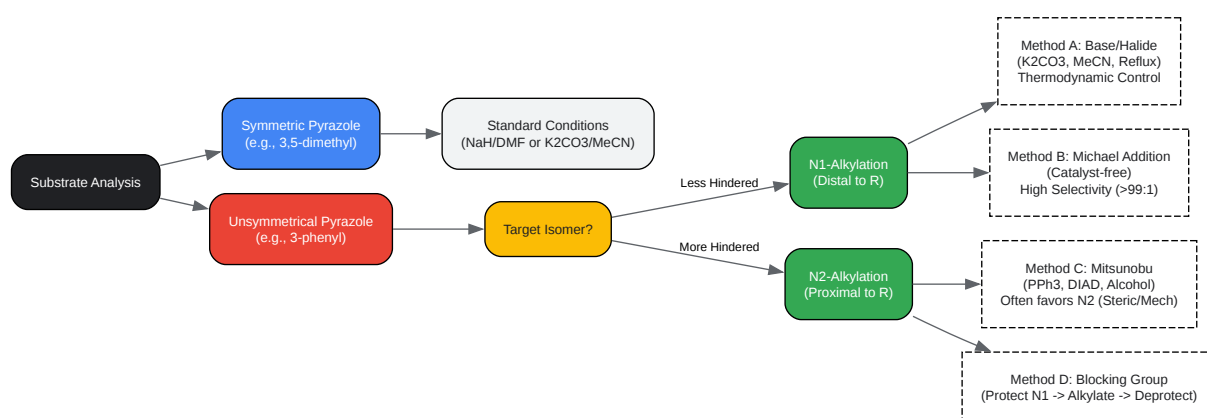 Substrate Analysis
Symmetric Pyrazole
(e.g., 3,5-dimethyl)
Standard Conditions
(NaH/DMF or K2CO3/MeCN)
Unsymmetrical Pyrazole
(e.g., 3-phenyl)
Target Isomer?
Less Hindered
More Hindered
N1-Alkylation
(Distal to R)
N2-Alkylation
(Proximal to R)
Method A: Base/Halide
(K2CO3, MeCN, Reflux)
Thermodynamic Control
Method B: Michael Addition
(Catalyst-free)
High Selectivity (>99:1)
Method C: Mitsunobu
(PPh3, DIAD, Alcohol)
Often favors N2 (Steric/Mech)
Method D: Blocking Group
(Protect N1 -> Alkylate -> Deprotect)